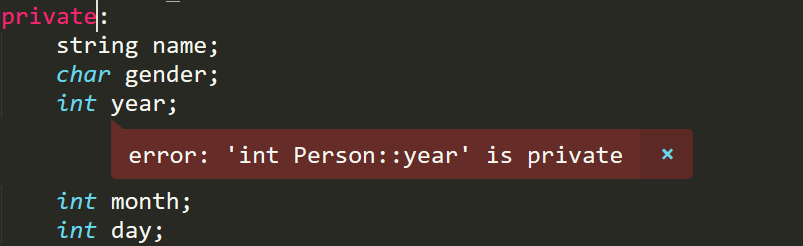 private:
string name;
char gender;
int year;
error: 'int Person::year' is private ×
int month;
int day;